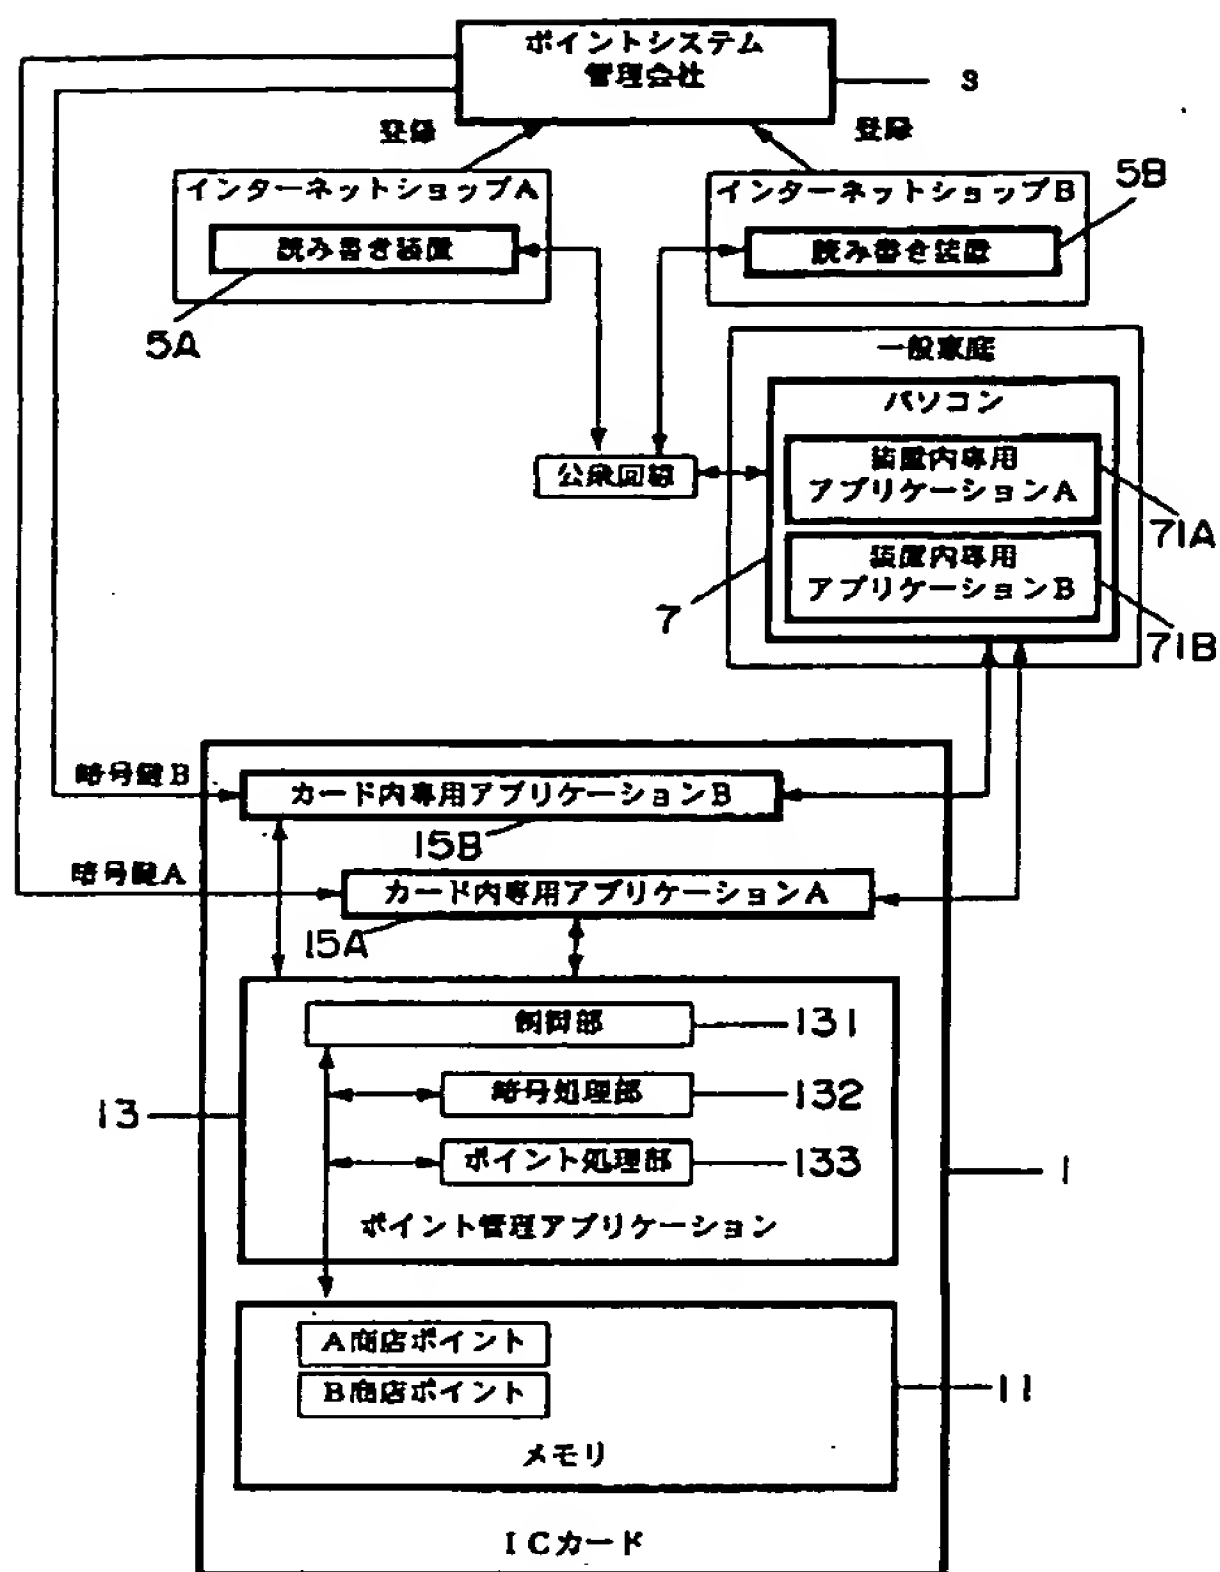 ポイントシステム
管理会社
3
登録
登録
インターネットショップA
読み書き装置
5A
インターネットショップB
読み書き装置
5B
一般家庭
パソコン
装置内専用
アプリケーションA
71A
装置内専用
アプリケーションB
71B
7
公衆回線
暗号鍵B
カード内専用アプリケーションB
15B
暗号鍵A
カード内専用アプリケーションA
15A
制御部
131
暗号処理部
132
13
ポイント処理部
133
1
ポイント管理アプリケーション
A商店ポイント
B商店ポイント
11
メモリ
ICカード